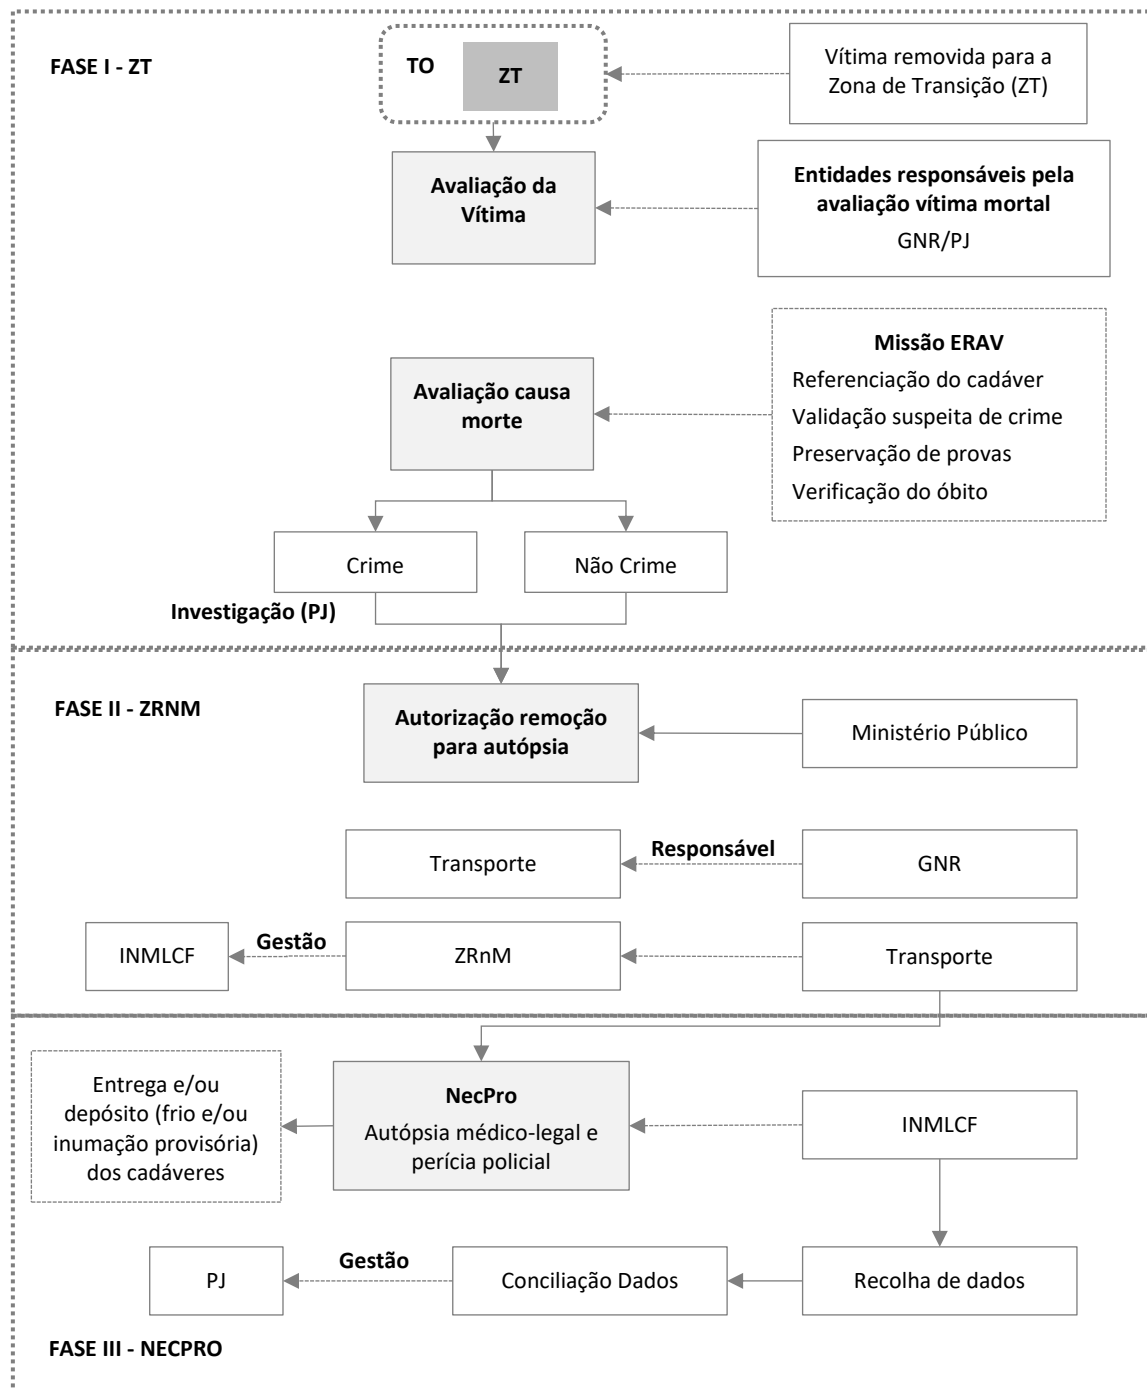 FASE I - ZT
TO
ZT
Vítima removida para a
Zona de Transição (ZT)
Avaliação da
Vítima
Entidades responsáveis pela
avaliação vítima mortal
GNR/PJ
Avaliação causa
morte
Missão ERAV
Referenciação do cadáver
Validação suspeita de crime
Preservação de provas
Verificação do óbito
Crime
Não Crime
Investigação (PJ)
FASE II - ZRNM
Autorização remoção
para autópsia
Ministério Público
Transporte
Responsável
GNR
INMLCF
Gestão
ZRnM
Transporte
Entrega e/ou
depósito (frio e/ou
inumação provisória)
dos cadáveres
NecPro
Autópsia médico-legal e
perícia policial
INMLCF
PJ
Gestão
Conciliação Dados
Recolha de dados
FASE III - NECPRO